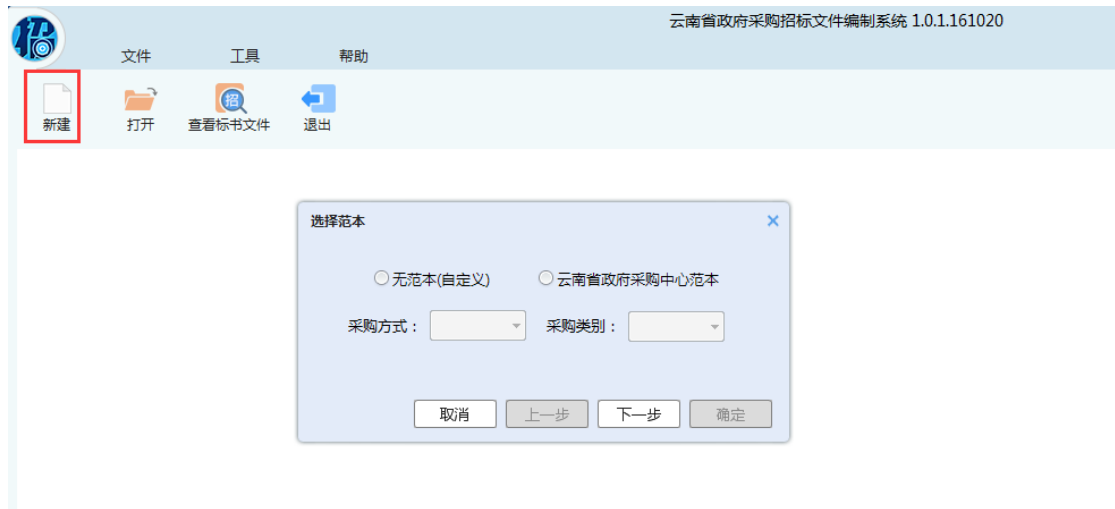 云南省政府采购招标文件编制系统 1.0.1.161020
文件 工具 帮助
新建 打开 查看标书文件 退出
选择范本
无范本(自定义) 云南省政府采购中心范本
采购方式： 采购类别：
取消 上一步 下一步 确定